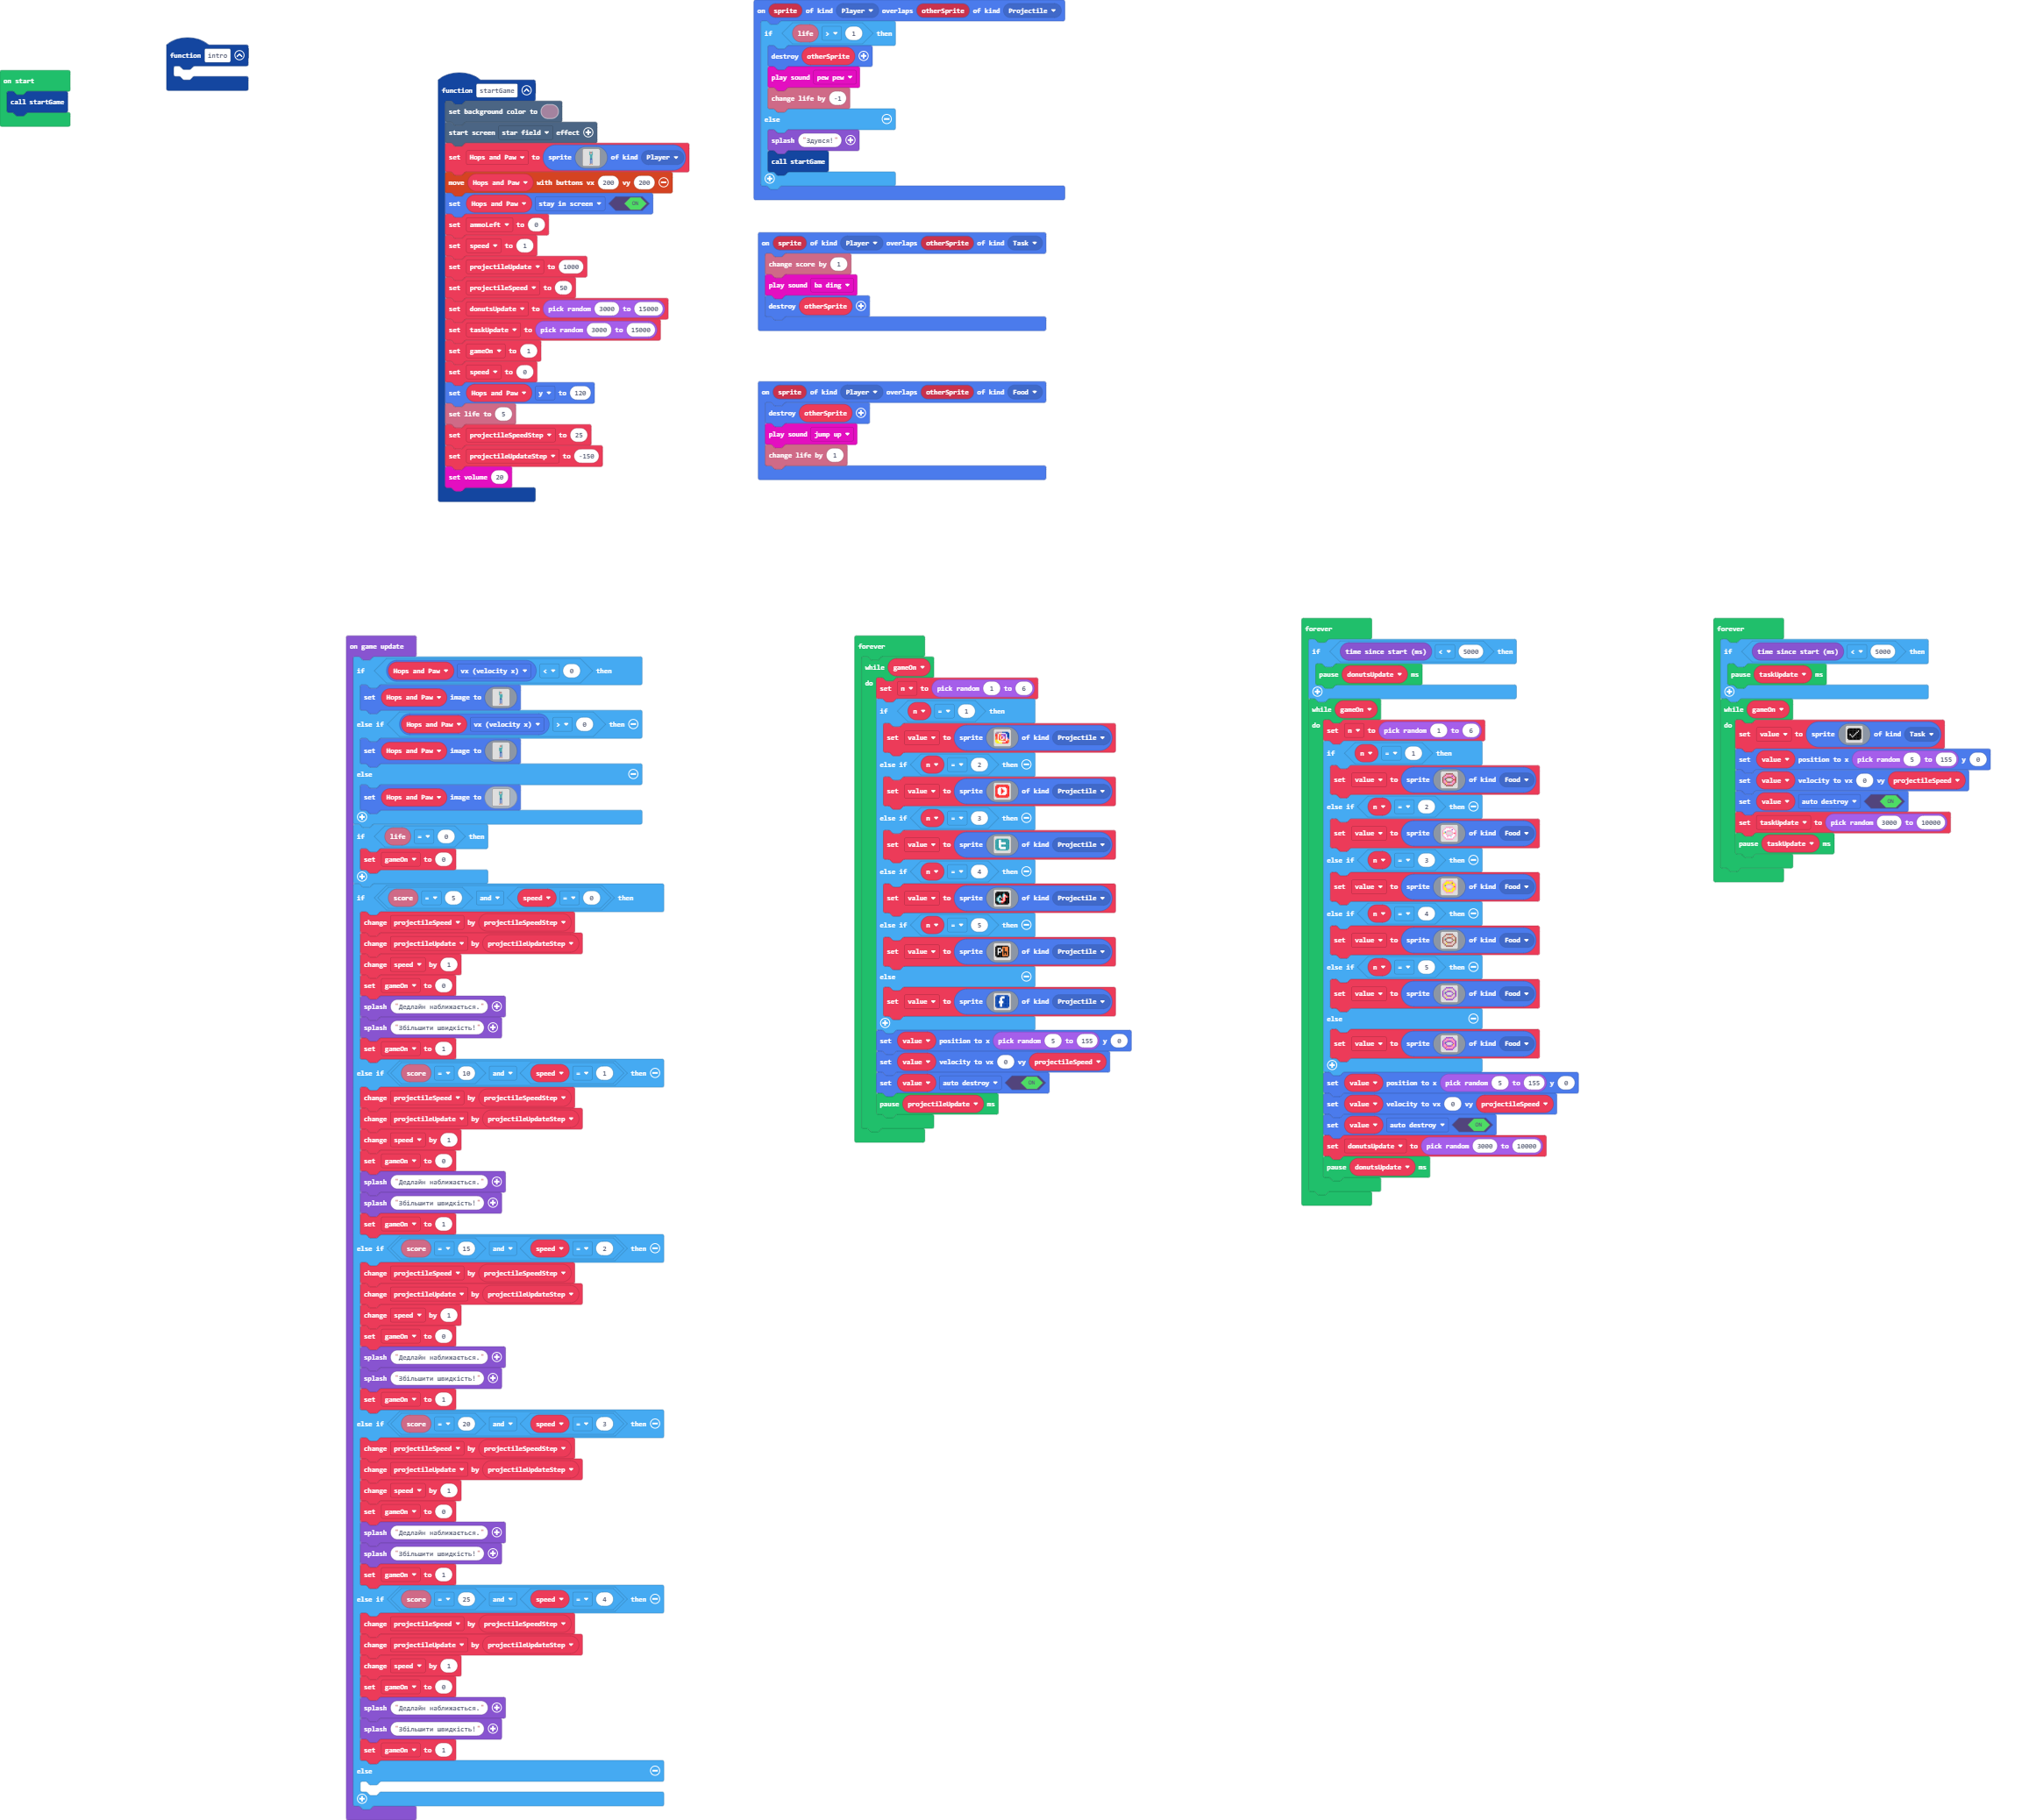 on start
call startGame
function intro
function startGame
set background color to
start screen star field effect
set Hops and Paw to sprite of kind Player
move Hops and Paw with buttons vx 200 vy 200
set Hops and Paw stay in screen ON
set ammoLeft to 0
set speed to 1
set projectileUpdate to 1000
set projectileSpeed to 50
set donutsUpdate to pick random 3000 to 15000
set taskUpdate to pick random 3000 to 15000
set gameOn to 1
set speed to 0
set Hops and Paw y to 120
set life to 5
set projectileSpeedStep to 25
set projectileUpdateStep to -150
set volume 20
on sprite of kind Player overlaps otherSprite of kind Projectile
if life > 1 then
destroy otherSprite
play sound pew pew
change life by -1
else
splash "Здувся!"
call startGame
on sprite of kind Player overlaps otherSprite of kind Task
change score by 1
play sound ba ding
destroy otherSprite
on sprite of kind Player overlaps otherSprite of kind Food
destroy otherSprite
play sound jump up
change life by 1
on game update
if Hops and Paw vx (velocity x) < 0 then
set Hops and Paw image to
else if Hops and Paw vx (velocity x) > 0 then
set Hops and Paw image to
else
set Hops and Paw image to
if life = 0 then
set gameOn to 0
if score = 5 and speed = 0 then
change projectileSpeed by projectileSpeedStep
change projectileUpdate by projectileUpdateStep
change speed by 1
set gameOn to 0
splash "Дедлайн наближається."
splash "Збільшити швидкість!"
set gameOn to 1
else if score = 10 and speed = 1 then
change projectileSpeed by projectileSpeedStep
change projectileUpdate by projectileUpdateStep
change speed by 1
set gameOn to 0
splash "Дедлайн наближається."
splash "Збільшити швидкість!"
set gameOn to 1
else if score = 15 and speed = 2 then
change projectileSpeed by projectileSpeedStep
change projectileUpdate by projectileUpdateStep
change speed by 1
set gameOn to 0
splash "Дедлайн наближається."
splash "Збільшити швидкість!"
set gameOn to 1
else if score = 20 and speed = 3 then
change projectileSpeed by projectileSpeedStep
change projectileUpdate by projectileUpdateStep
change speed by 1
set gameOn to 0
splash "Дедлайн наближається."
splash "Збільшити швидкість!"
set gameOn to 1
else if score = 25 and speed = 4 then
change projectileSpeed by projectileSpeedStep
change projectileUpdate by projectileUpdateStep
change speed by 1
set gameOn to 0
splash "Дедлайн наближається."
splash "Збільшити швидкість!"
set gameOn to 1
else
forever
while gameOn
do set n to pick random 1 to 6
if n = 1 then
set value to sprite of kind Projectile
else if n = 2 then
set value to sprite of kind Projectile
else if n = 3 then
set value to sprite of kind Projectile
else if n = 4 then
set value to sprite of kind Projectile
else if n = 5 then
set value to sprite of kind Projectile
else
set value to sprite of kind Projectile
set value position to x pick random 5 to 155 y 0
set value velocity to vx 0 vy projectileSpeed
set value auto destroy ON
pause projectileUpdate ms
forever
if time since start (ms) < 5000 then
pause donutsUpdate ms
while gameOn
do set n to pick random 1 to 6
if n = 1 then
set value to sprite of kind Food
else if n = 2 then
set value to sprite of kind Food
else if n = 3 then
set value to sprite of kind Food
else if n = 4 then
set value to sprite of kind Food
else if n = 5 then
set value to sprite of kind Food
else
set value to sprite of kind Food
set value position to x pick random 5 to 155 y 0
set value velocity to vx 0 vy projectileSpeed
set value auto destroy ON
set donutsUpdate to pick random 3000 to 10000
pause donutsUpdate ms
forever
if time since start (ms) < 5000 then
pause taskUpdate ms
while gameOn
do set value to sprite of kind Task
set value position to x pick random 5 to 155 y 0
set value velocity to vx 0 vy projectileSpeed
set value auto destroy ON
set taskUpdate to pick random 3000 to 10000
pause taskUpdate ms